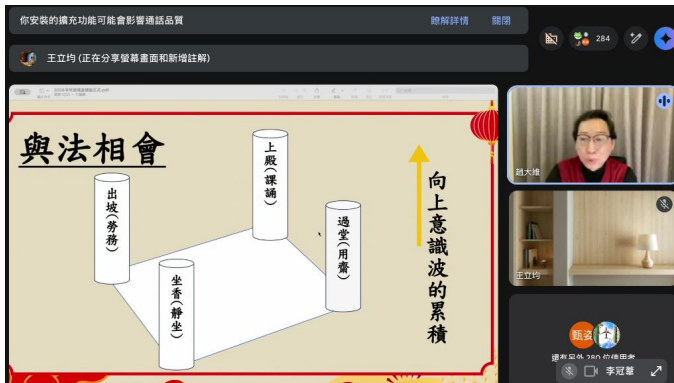 你安裝的擴充功能可能會影響通話品質
瞭解詳情
關閉
王立均 (正在分享螢幕畫面和新增註解)
284
與法相會
上殿(課誦)
出坡(勞務)
過堂(用齋)
坐香(靜坐)
向上意識波的累積
趙大維
王立均
甄姿
還有另外 280 位使用者
李冠葦